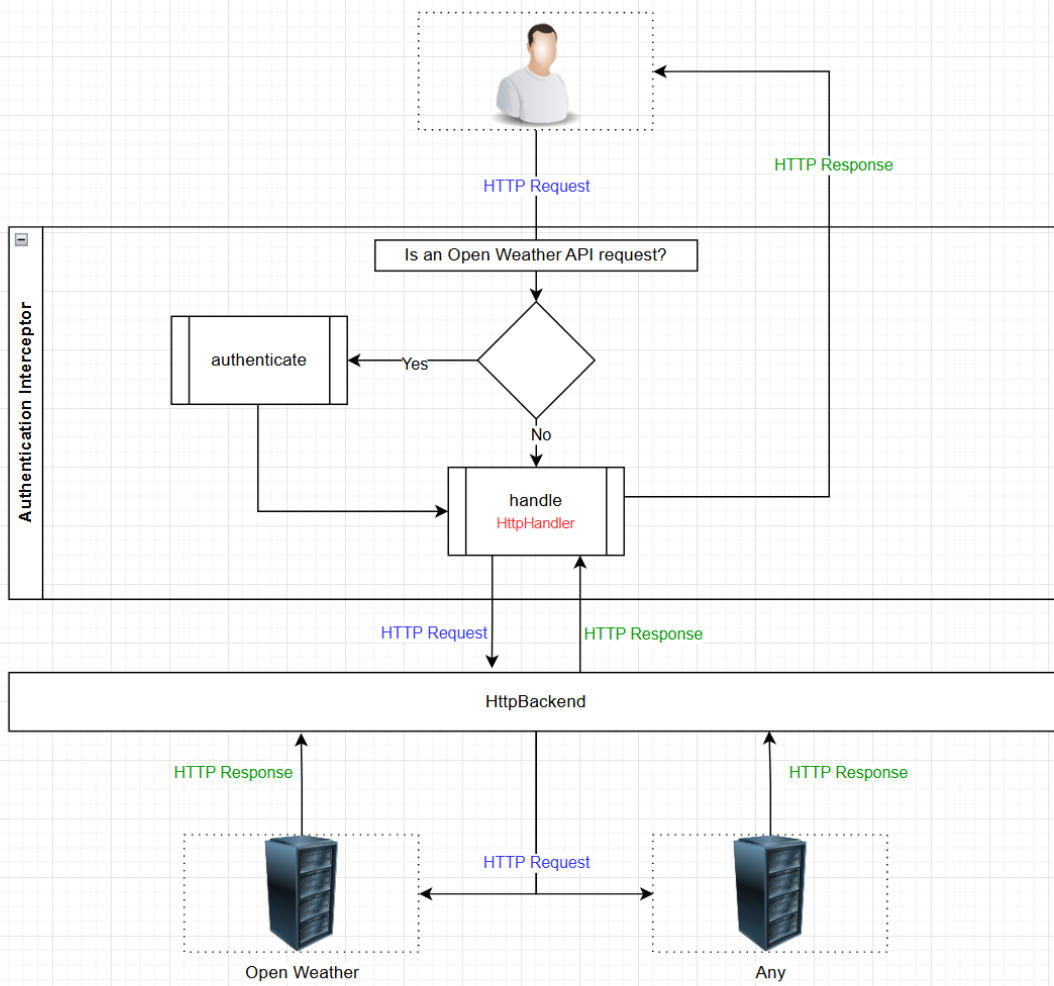 HTTP Response
HTTP Request
Is an Open Weather API request?
Authentication Interceptor
authenticate
Yes
No
handle
HttpHandler
HTTP Request
HTTP Response
HttpBackend
HTTP Response
HTTP Response
HTTP Request
Open Weather
Any